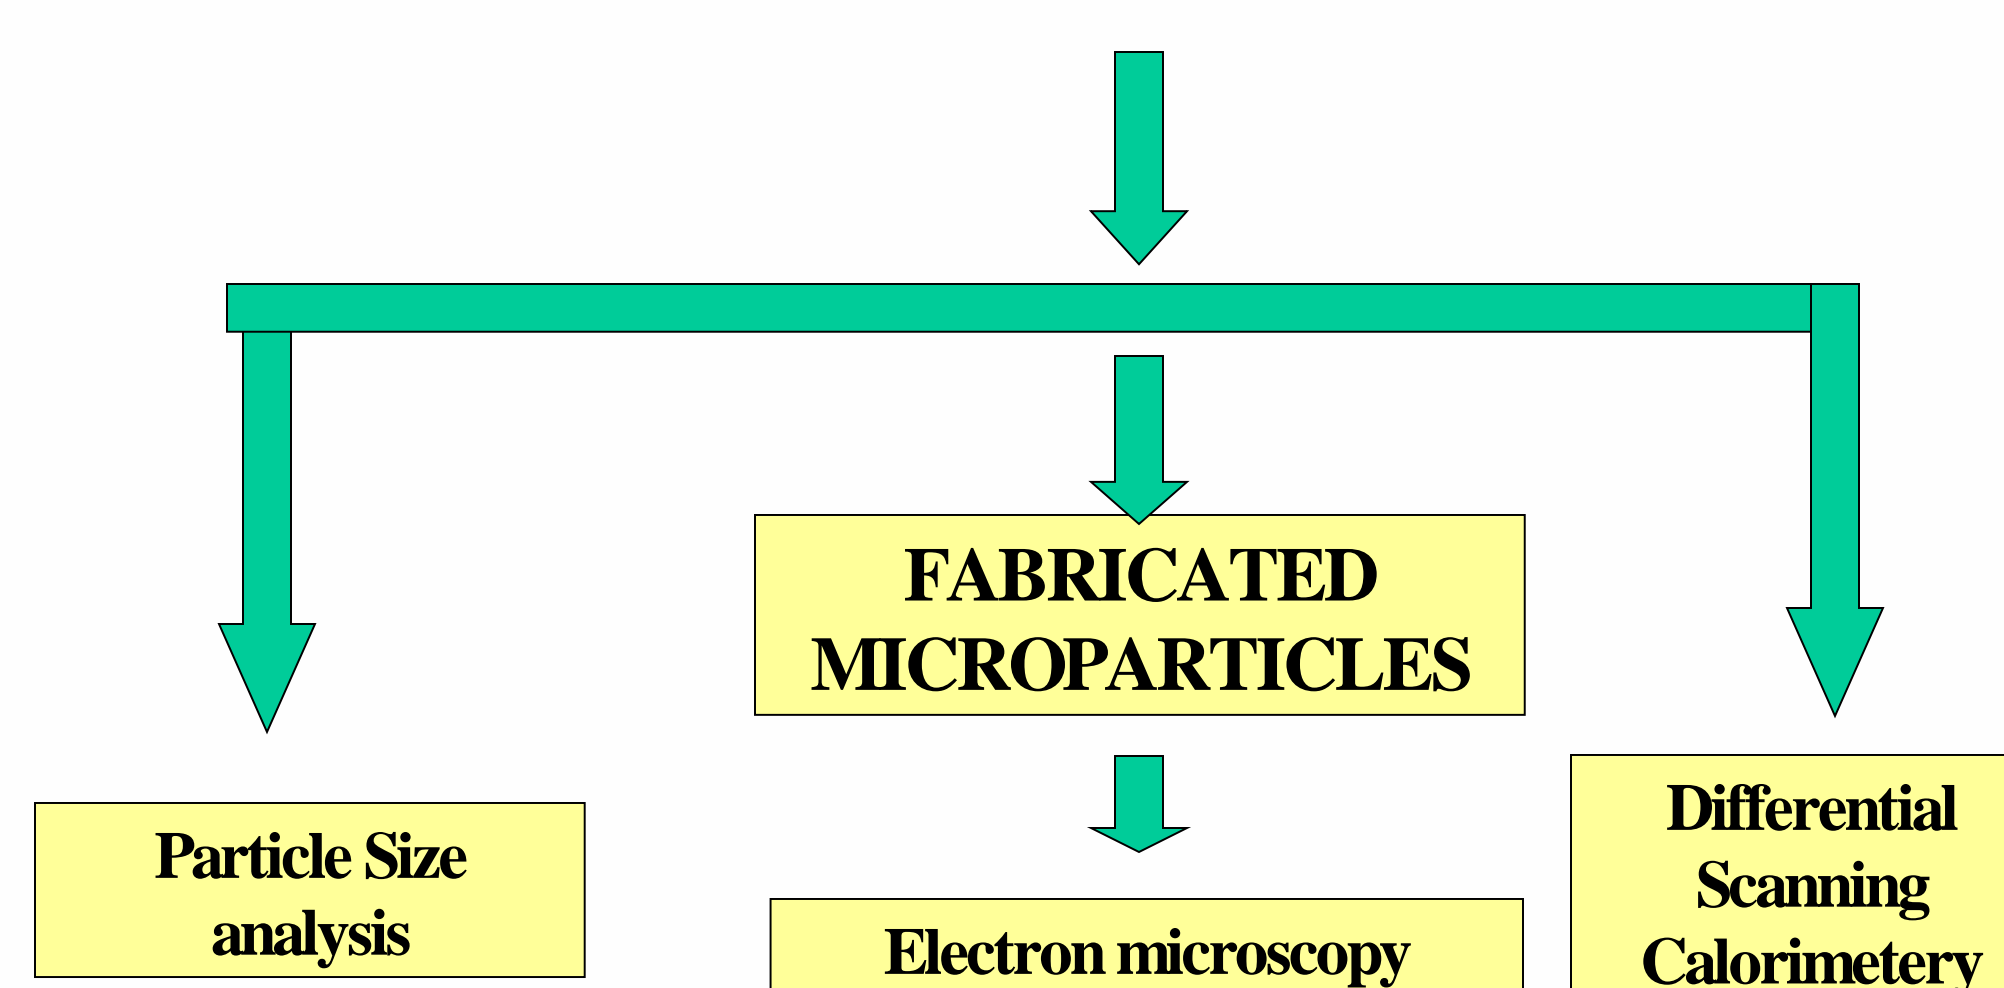 FABRICATED
MICROPARTICLES
Particle Size
analysis
Electron microscopy
Differential
Scanning
Calorimetery